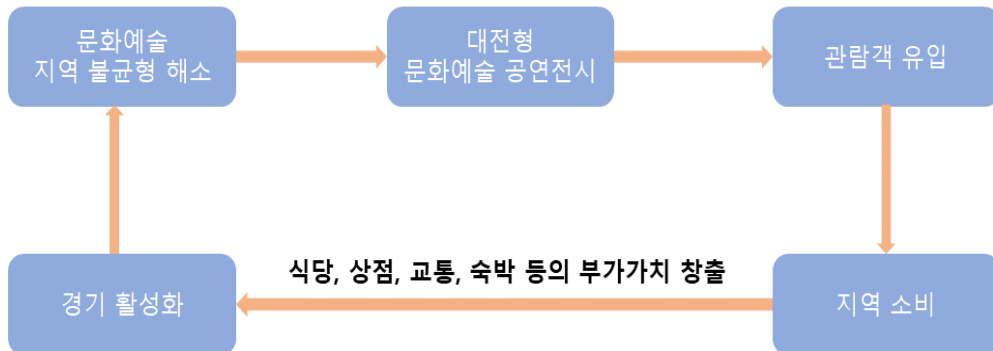 문화예술
지역 불균형 해소
대전형
문화예술 공연전시
관람객 유입
식당, 상점, 교통, 숙박 등의 부가가치 창출
경기 활성화
지역 소비